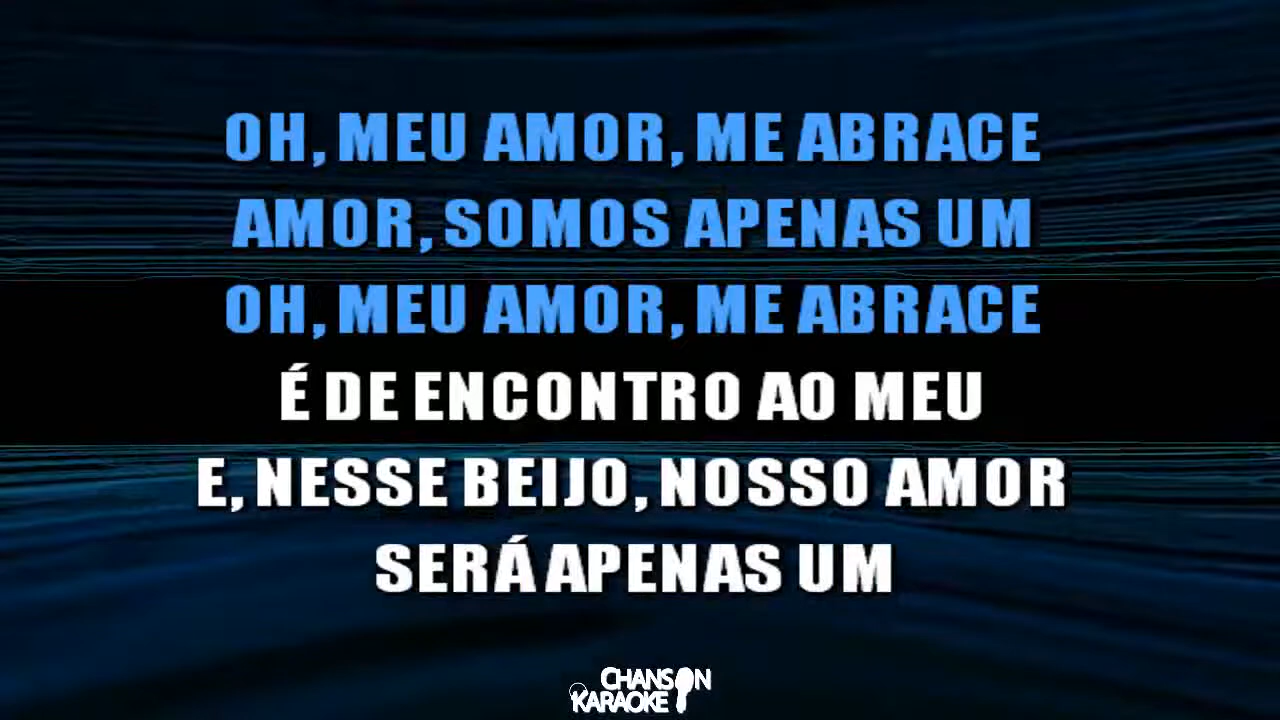 OH, MEU AMOR, ME ABRACE
AMOR, SOMOS APENAS UM
OH, MEU AMOR, ME ABRACE
É DE ENCONTRO AO MEU
E, NESSE BEIJO, NOSSO AMOR
SERÁ APENAS UM
CHANSON
KARAOKE